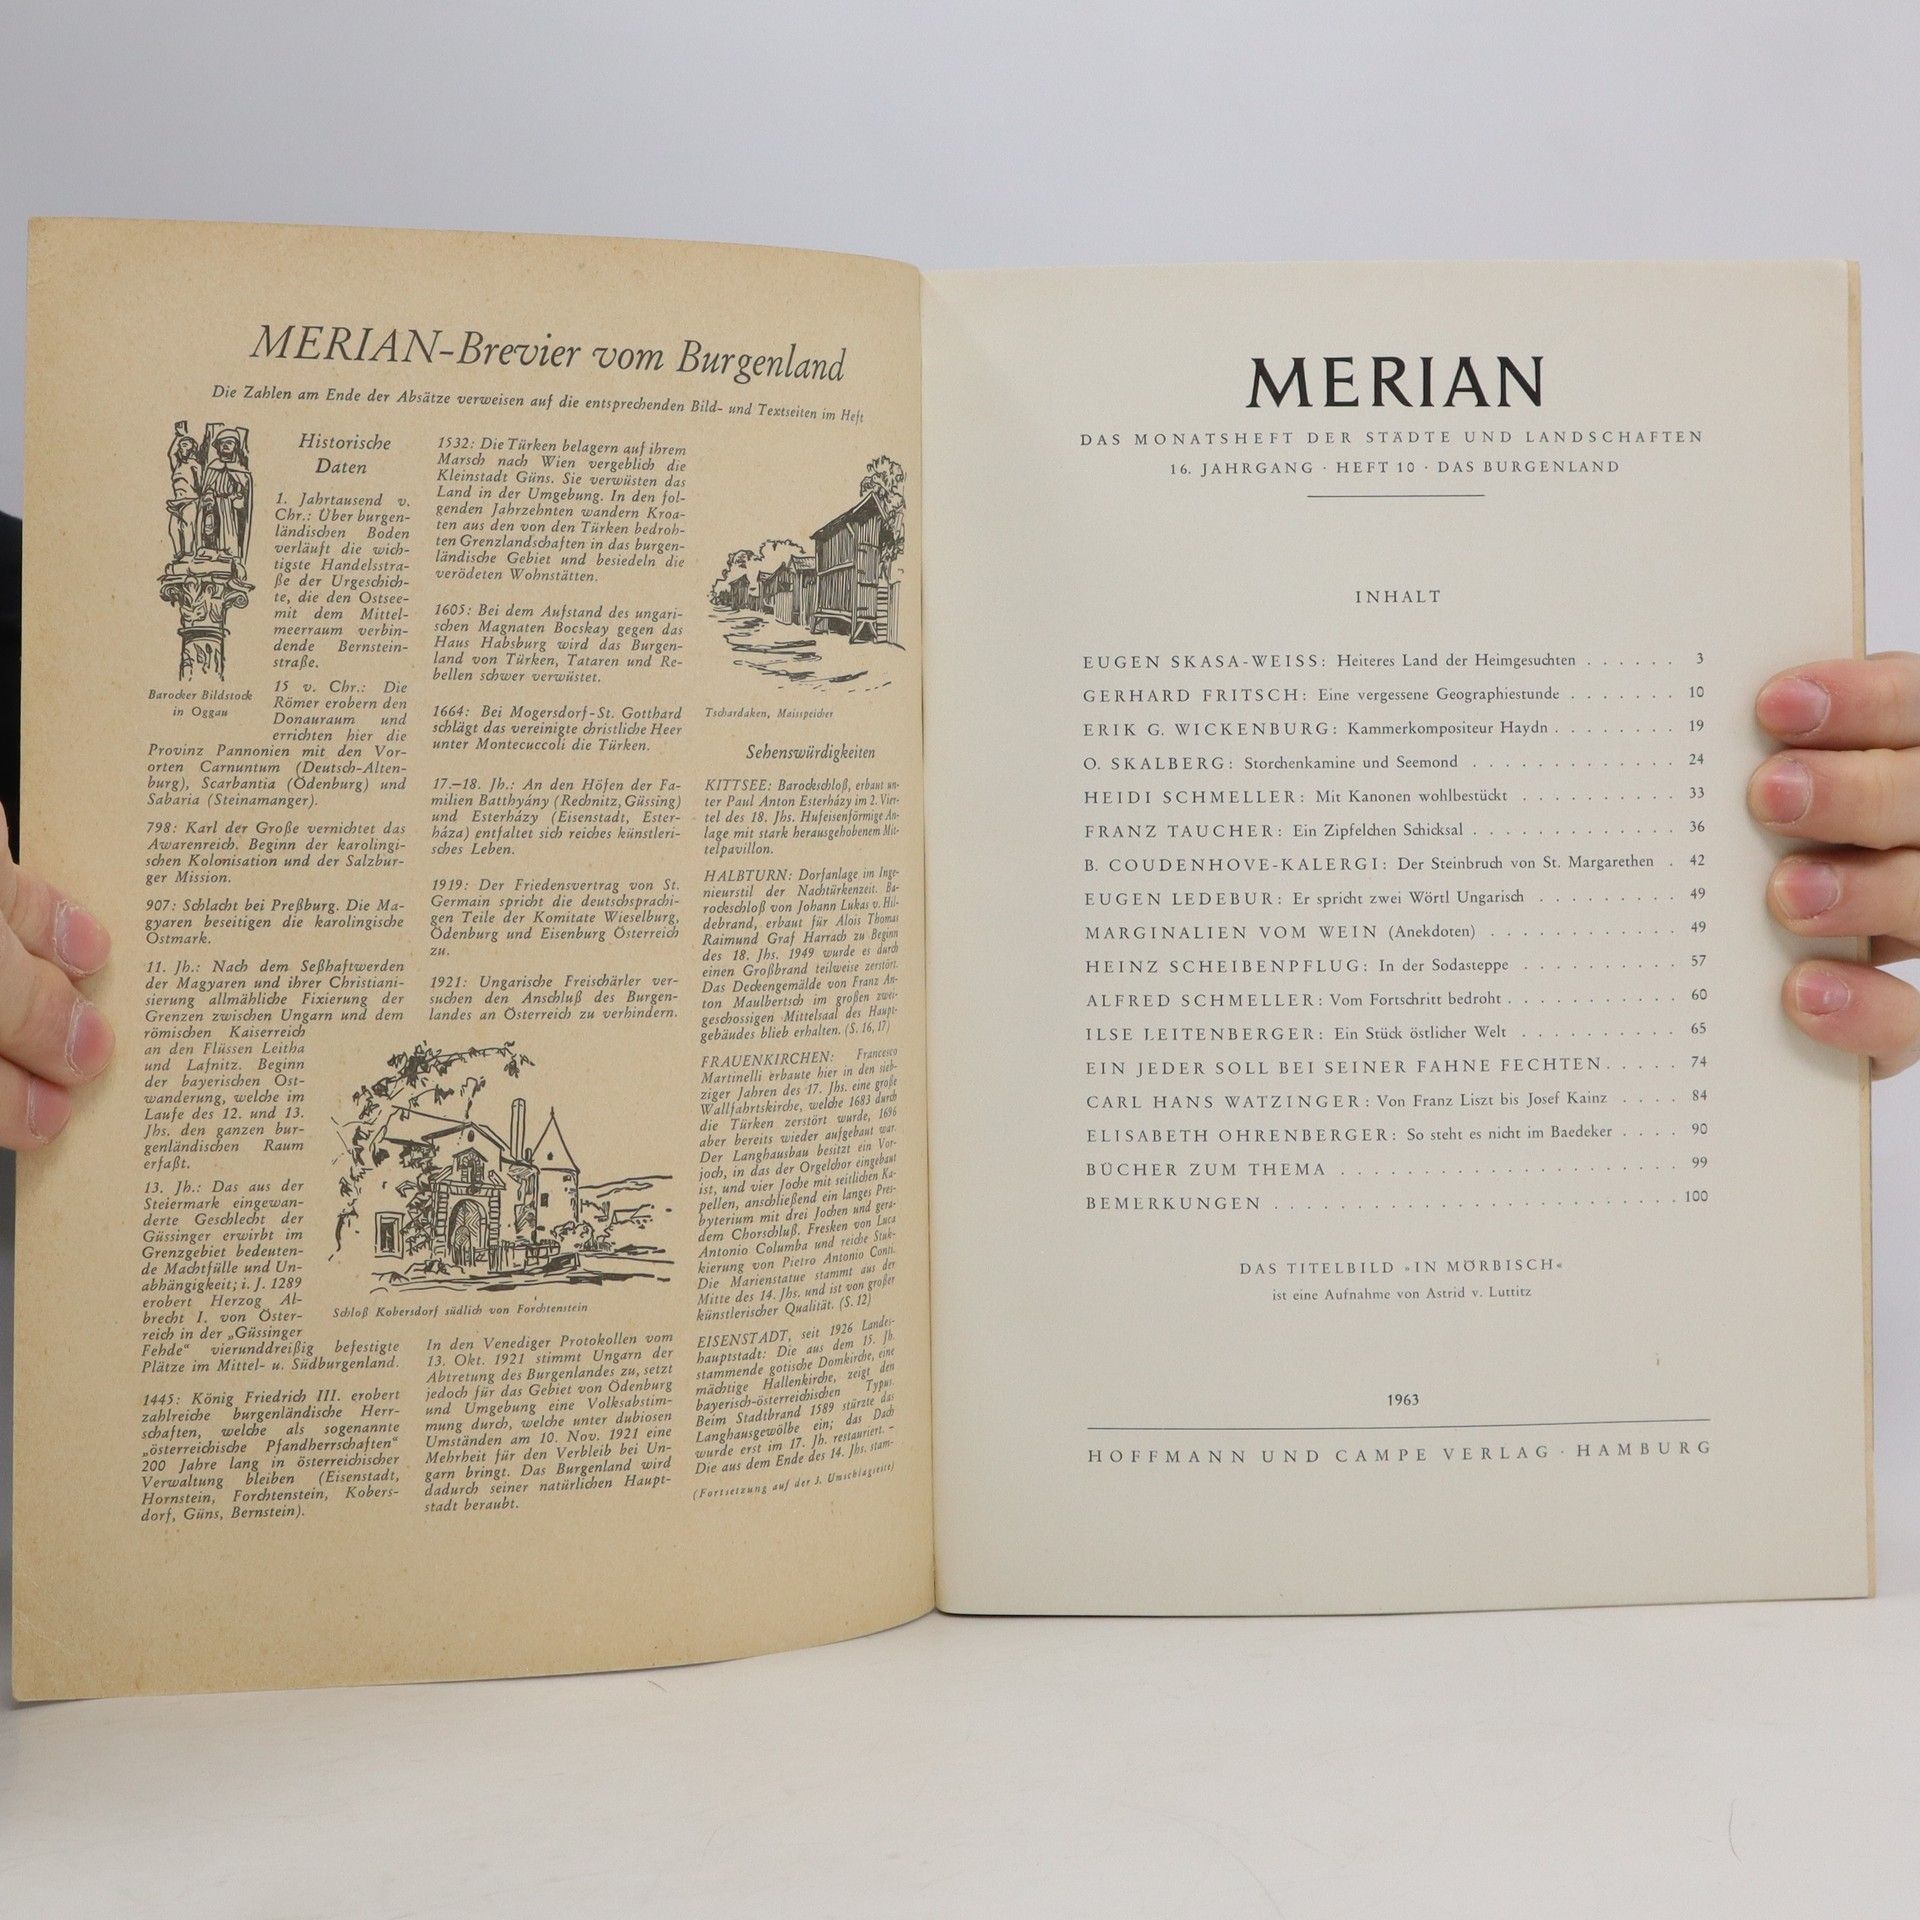 MERIAN-Brevier vom Burgenland
Die Zahlen am Ende der Absätze verweisen auf die entsprechenden Bild- und Textseiten im Heft
Historische
Daten
1. Jahrtausend v.
Chr.: Über burgen-
ländischen Boden
verläuft die wich-
tigste Handelsstra-
ße der Urgeschich-
te, die den Ostsee-
mit dem Mittel-
meerraum verbin-
dende Bernstein-
straße.
Barocker Bildstock
in Oggau
15 v. Chr.: Die
Römer erobern den
Donauraum und
errichten hier die
Provinz Pannonien mit den Vor-
orten Carnuntum (Deutsch-Alten-
burg), Scarbantia (Ödenburg) und
Sabaria (Steinamanger).
798: Karl der Große vernichtet das
Awarenreich. Beginn der karolingi-
schen Kolonisation und der Salzbur-
ger Mission.
907: Schlacht bei Preßburg. Die Ma-
gyaren beseitigen die karolingische
Ostmark.
11. Jh.: Nach dem Seßhaftwerden
der Magyaren und ihrer Christiani-
sierung allmähliche Fixierung der
Grenzen zwischen Ungarn und dem
römischen Kaiserreich
an den Flüssen Leitha
und Lafnitz. Beginn
der bayerischen Ost-
wanderung, welche im
Laufe des 12. und 13.
Jhs. den ganzen bur-
genländischen Raum
erfaßt.
13. Jh.: Das aus der
Steiermark eingewan-
derte Geschlecht der
Güssinger erwirbt im
Grenzgebiet bedeuten-
de Machtfülle und Un-
abhängigkeit; i. J. 1289
erobert Herzog Al-
brecht I. von Öster-
reich in der „Güssinger
Fehde“ vierunddreißig befestigte
Plätze im Mittel- u. Südburgenland.
1445: König Friedrich III. erobert
zahlreiche burgenländische Herr-
schaften, welche als sogenannte
„österreichische Pfandherrschaften“
200 Jahre lang in österreichischer
Verwaltung bleiben (Eisenstadt,
Hornstein, Forchtenstein, Kobers-
dorf, Güns, Bernstein).
1532: Die Türken belagern auf ihrem
Marsch nach Wien vergeblich die
Kleinstadt Güns. Sie verwüsten das
Land in der Umgebung. In den fol-
genden Jahrzehnten wandern Kroa-
ten aus den von den Türken bedroh-
ten Grenzlandschaften in das burgen-
ländische Gebiet und besiedeln die
verödeten Wohnstätten.
1605: Bei dem Aufstand des ungari-
schen Magnaten Bocskay gegen das
Haus Habsburg wird das Burgen-
land von Türken, Tataren und Re-
bellen schwer verwüstet.
1664: Bei Mogersdorf-St. Gotthard
schlägt das vereinigte christliche Heer
unter Montecuccoli die Türken.
17.—18. Jh.: An den Höfen der Fa-
milien Batthyány (Rechnitz, Güssing)
und Esterházy (Eisenstadt, Ester-
háza) entfaltet sich reiches künstleri-
sches Leben.
1919: Der Friedensvertrag von St.
Germain spricht die deutschsprachi-
gen Teile der Komitate Wieselburg,
Ödenburg und Eisenburg Österreich
zu.
1921: Ungarische Freischärler ver-
suchen den Anschluß des Burgen-
landes an Österreich zu verhindern.
Schloß Kobersdorf südlich von Forchtenstein
In den Venediger Protokollen vom
13. Okt. 1921 stimmt Ungarn der
Abtretung des Burgenlandes zu, setzt
jedoch für das Gebiet von Ödenburg
und Umgebung eine Volksabstim-
mung durch, welche unter dubiosen
Umständen am 10. Nov. 1921 eine
Mehrheit für den Verbleib bei Un-
garn bringt. Das Burgenland wird
dadurch seiner natürlichen Haupt-
stadt beraubt.
Tschardaken, Maisspeicher
Sehenswürdigkeiten
KITTSEE: Barockschloß, erbaut un-
ter Paul Anton Esterházy im 2. Vier-
tel des 18. Jhs. Hufeisenförmige An-
lage mit stark herausgehobenem Mit-
telpavillon.
HALBTURN: Dorfanlage im Inge-
nieurstil der Nachtürkenzeit. Ba-
rockschloß von Johann Lukas v. Hil-
debrand, erbaut für Alois Thomas
Raimund Graf Harrach zu Beginn
des 18. Jhs. 1949 wurde es durch
einen Großbrand teilweise zerstört.
Das Deckengemälde von Franz An-
ton Maulbertsch im großen zwei-
geschossigen Mittelsaal des Haupt-
gebäudes blieb erhalten. (S. 16, 17)
FRAUENKIRCHEN: Francesco
Martinelli erbaute hier in den sieb-
ziger Jahren des 17. Jhs. eine große
Wallfahrtskirche, welche 1683 durch
die Türken zerstört wurde, 1696
aber bereits wieder aufgebaut war.
Der Langhausbau besitzt ein Vor-
joch, in das der Orgelchor eingebaut
ist, und vier Joche mit seitlichen Ka-
pellen, anschließend ein langes Pres-
byterium mit drei Jochen und gera-
dem Chorschluß. Fresken von Luca
Antonio Columba und reiche Stuk-
kierung von Pietro Antonio Conti.
Die Marienstatue stammt aus der
Mitte des 14. Jhs. und ist von großer
künstlerischer Qualität. (S. 12)
EISENSTADT, seit 1926 Landes-
hauptstadt: Die aus dem 15. Jh.
stammende gotische Domkirche, eine
mächtige Hallenkirche, zeigt den
bayerisch-österreichischen Typus.
Beim Stadtbrand 1589 stürzte das
Langhausgewölbe ein; das Dach
wurde erst im 17. Jh. restauriert. –
Die aus dem Ende des 14. Jhs. stam-
(Fortsetzung auf der 3. Umschlagseite)
MERIAN
DAS MONATSHEFT DER STÄDTE UND LANDSCHAFTEN
16. JAHRGANG · HEFT 10 · DAS BURGENLAND
INHALT
EUGEN SKASA-WEISS: Heiteres Land der Heimgesuchten . . . . . . 3
GERHARD FRITSCH: Eine vergessene Geographiestunde . . . . . . . 10
ERIK G. WICKENBURG: Kammerkompositeur Haydn . . . . . . . . 19
O. SKALBERG: Storchenkamine und Seemond . . . . . . . . . . . . . 24
HEIDI SCHMELLER: Mit Kanonen wohlbestückt . . . . . . . . . . 33
FRANZ TAUCHER: Ein Zipfelchen Schicksal . . . . . . . . . . . . . 36
B. COUDENHOVE-KALERGI: Der Steinbruch von St. Margarethen . 42
EUGEN LEDEBUR: Er spricht zwei Wörtl Ungarisch . . . . . . . . . 49
MARGINALIEN VOM WEIN (Anekdoten) . . . . . . . . . . . . 49
HEINZ SCHEIBENPFLUG: In der Sodasteppe . . . . . . . . . . 57
ALFRED SCHMELLER: Vom Fortschritt bedroht . . . . . . . . . . . 60
ILSE LEITENBERGER: Ein Stück östlicher Welt . . . . . . . . . . 65
EIN JEDER SOLL BEI SEINER FAHNE FECHTEN . . . . . 74
CARL HANS WATZINGER: Von Franz Liszt bis Josef Kainz . . . . 84
ELISABETH OHRENBERGER: So steht es nicht im Baedeker . . . . 90
BÜCHER ZUM THEMA . . . . . . . . . . . . . . . . . . . . . . 99
BEMERKUNGEN . . . . . . . . . . . . . . . . . . . . . . . . . 100
DAS TITELBILD »IN MÖRBISCH«
ist eine Aufnahme von Astrid v. Luttitz
1963
HOFFMANN UND CAMPE VERLAG · HAMBURG